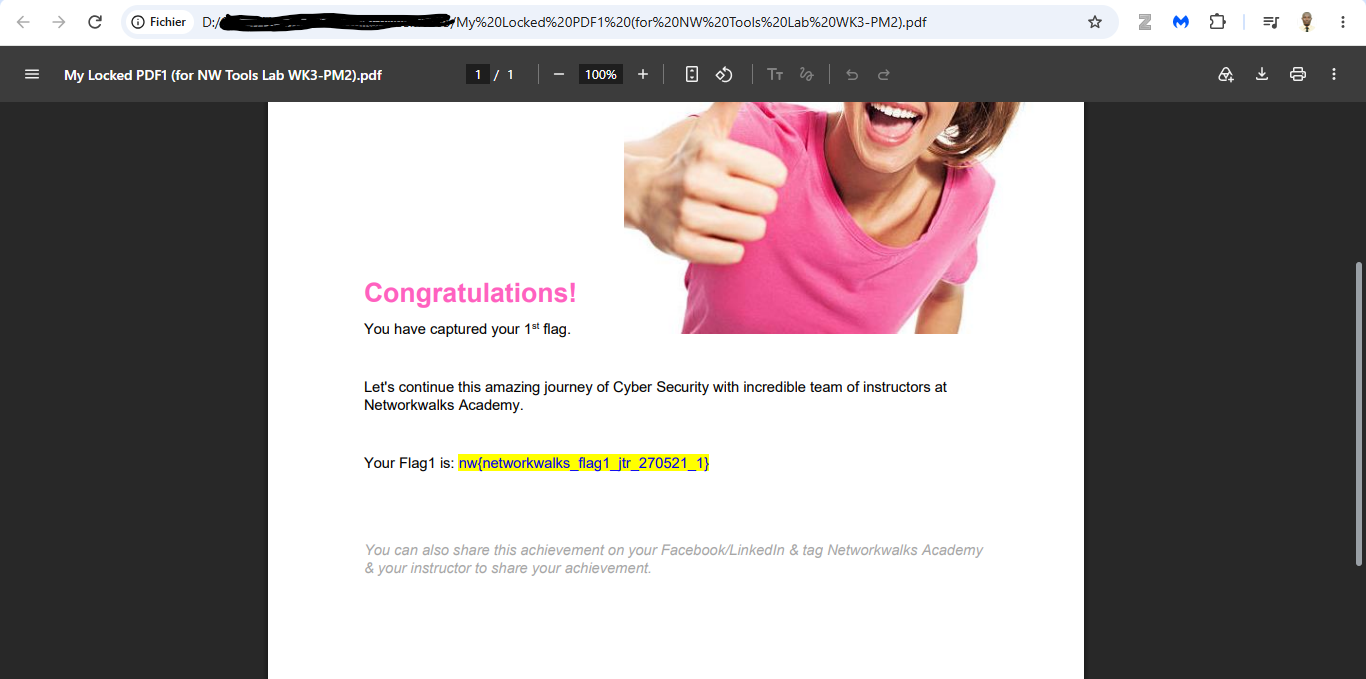 Fichier
D:/
/My%20Locked%20PDF1%20(for%20NW%20Tools%20Lab%20WK3-PM2).pdf
My Locked PDF1 (for NW Tools Lab WK3-PM2).pdf
1 / 1
100%
Congratulations!
You have captured your 1st flag.
Let's continue this amazing journey of Cyber Security with incredible team of instructors at
Networkwalks Academy.
Your Flag1 is: nw{networkwalks_flag1_jtr_270521_1}
You can also share this achievement on your Facebook/LinkedIn & tag Networkwalks Academy
& your instructor to share your achievement.